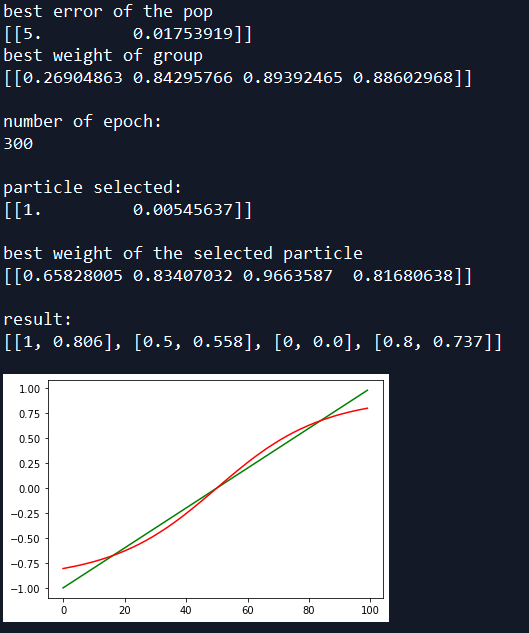 best error of the pop
[[5.         0.01753919]]
best weight of group
[[0.26904863 0.84295766 0.89392465 0.88602968]]
number of epoch:
300
particle selected:
[[1.         0.00545637]]
best weight of the selected particle
[[0.65828005 0.83407032 0.9663587  0.81680638]]
result:
[[1, 0.806], [0.5, 0.558], [0, 0.0], [0.8, 0.737]]
1.00
0.75
0.50
0.25
0.00
−0.25
−0.50
−0.75
−1.00
0 20 40 60 80 100